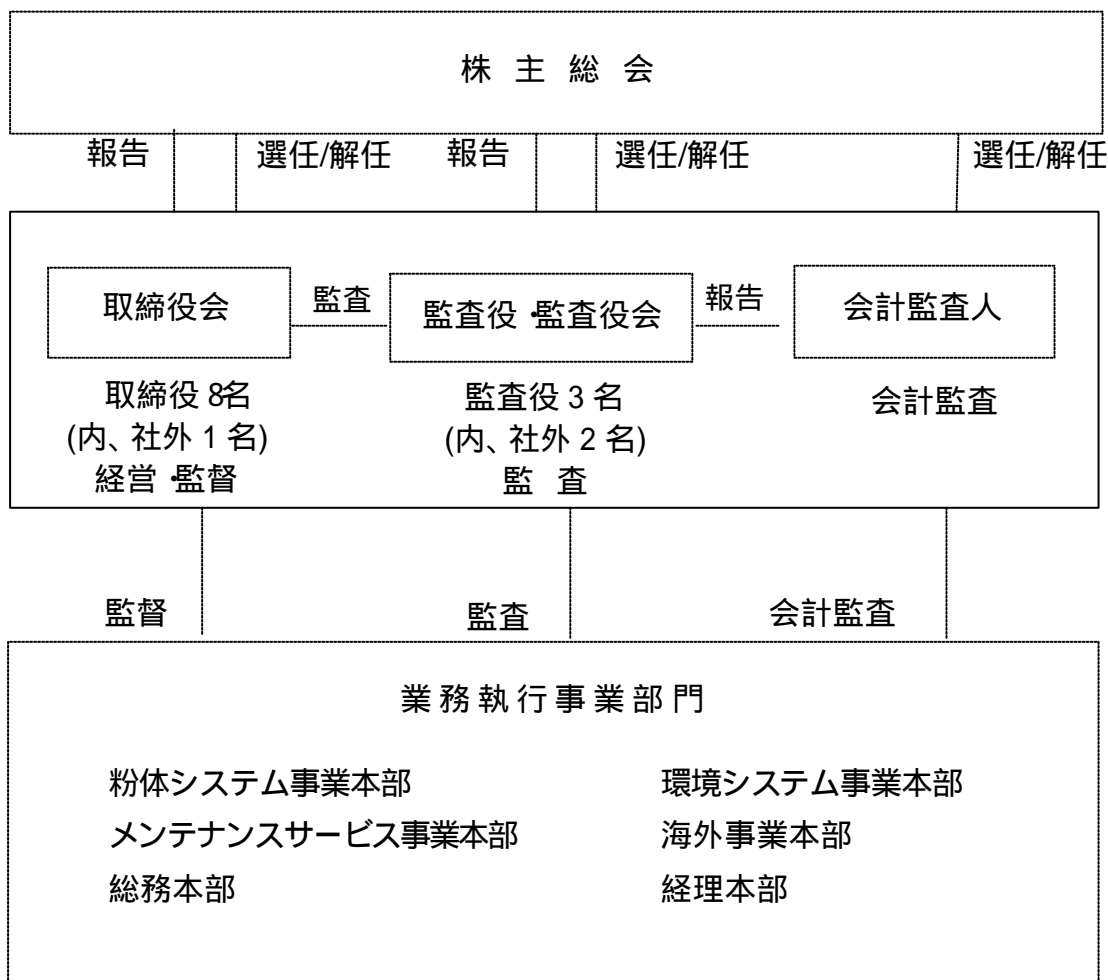 株 主 総 会
報告 選任/解任 報告 選任/解任 選任/解任
取締役会 監査 監査役・監査役会 報告 会計監査人
取締役 8名 監査役 3 名 会計監査
(内、社外 1 名) (内、社外 2 名)
経営・監督 監 査
監督 監査 会計監査
業 務 執 行 事 業 部 門
粉体システム事業本部 環境システム事業本部
メンテナンスサービス事業本部 海外事業本部
総務本部 経理本部